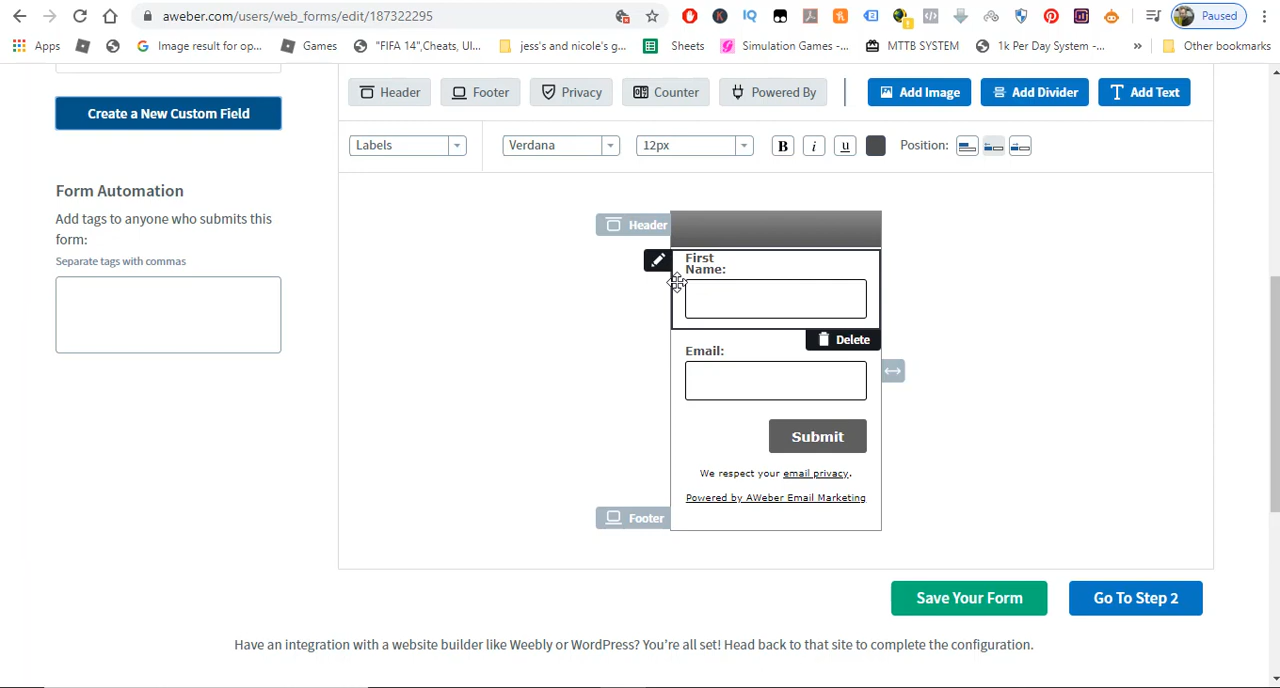 aweber.com/users/web_forms/edit/187322295
Paused
Apps
Image result for op...
Games
"FIFA 14",Cheats, Ul...
jess's and nicole's g...
Sheets
Simulation Games -...
MTTB SYSTEM
1k Per Day System -...
»
Other bookmarks
Create a New Custom Field
Header
Footer
Privacy
Counter
Powered By
Add Image
Add Divider
Add Text
Labels
Verdana
12px
B
i
u
Position:
Form Automation
Add tags to anyone who submits this
form:
Separate tags with commas
Header
First
Name:
Delete
Email:
Submit
We respect your email privacy.
Powered by AWeber Email Marketing
Footer
Save Your Form
Go To Step 2
Have an integration with a website builder like Weebly or WordPress? You're all set! Head back to that site to complete the configuration.